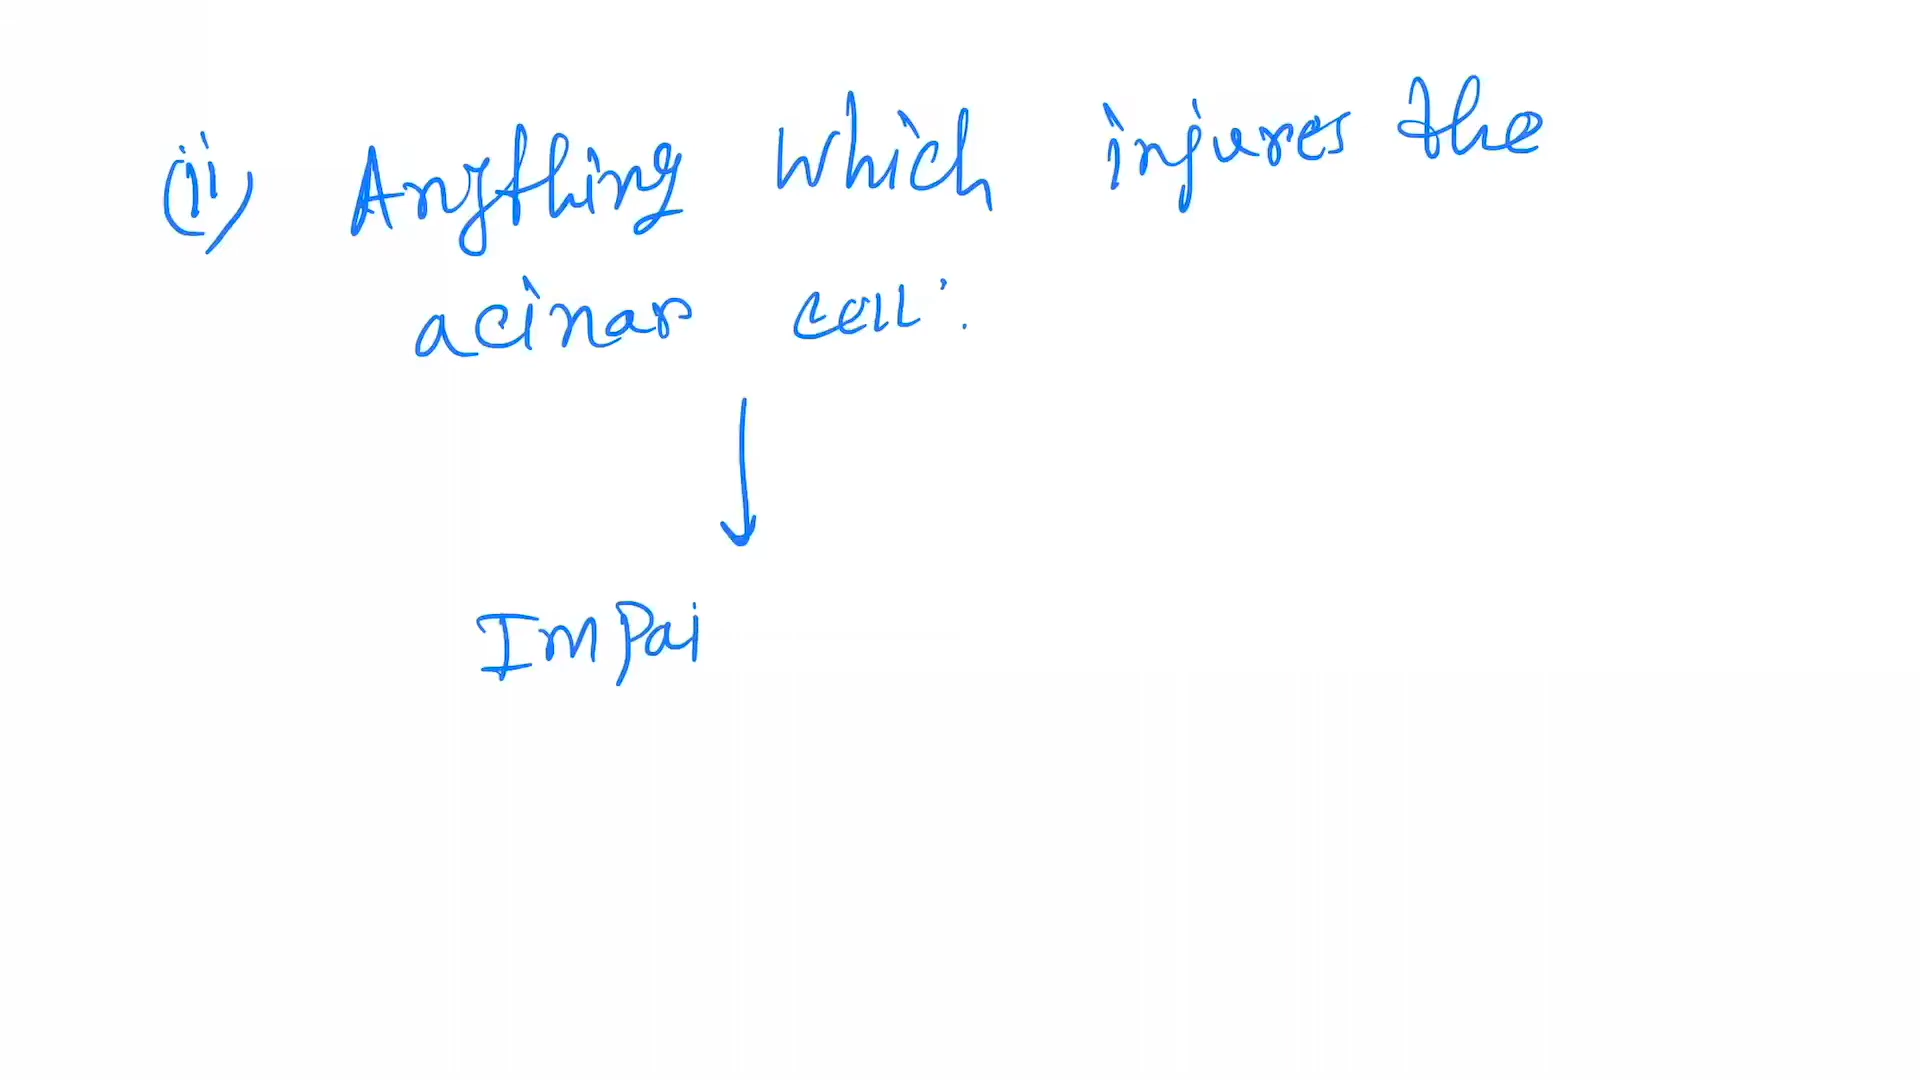 (ii) Anything which injures the
acinar cell:
Impai